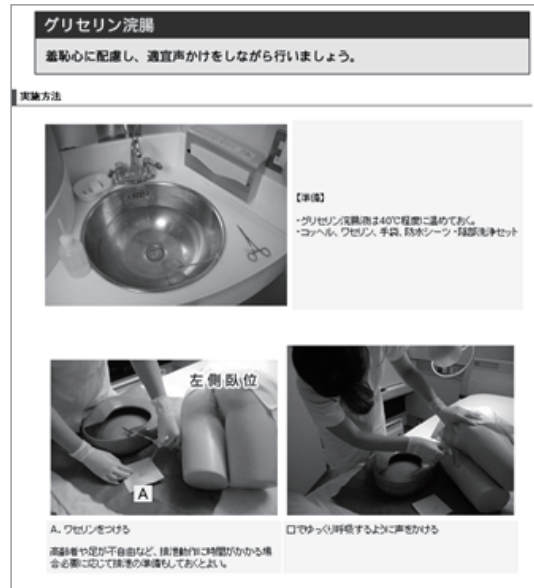 グリセリン浣腸
羞恥心に配慮し、適宜声かけをしながら行いましょう。
実施方法
【準備】
・グリセリン浣腸液は40℃程度に温めておく。
・コッヘル、ワセリン、手袋、防水シーツ・陰部洗浄セット
左側臥位
A
A. ワセリンをつける
高齢者や足が不自由など、排泄動作に時間がかかる場
合必要に応じて排泄の準備もしておくとよい。
口でゆっくり呼吸するように声をかける